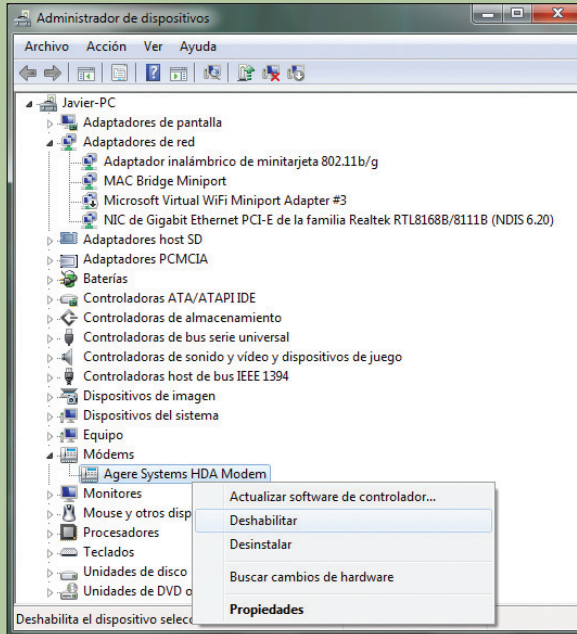 Administrador de dispositivos
Archivo Acción Ver Ayuda
Javier-PC
Adaptadores de pantalla
Adaptadores de red
Adaptador inalámbrico de minitarjeta 802.11b/g
MAC Bridge Miniport
Microsoft Virtual WiFi Miniport Adapter #3
NIC de Gigabit Ethernet PCI-E de la familia Realtek RTL8168B/8111B (NDIS 6.20)
Adaptadores host SD
Adaptadores PCMCIA
Baterías
Controladoras ATA/ATAPI IDE
Controladoras de almacenamiento
Controladoras de bus serie universal
Controladoras de sonido y vídeo y dispositivos de juego
Controladoras host de bus IEEE 1394
Dispositivos de imagen
Dispositivos del sistema
Equipo
Módems
Agere Systems HDA Modem
Monitores
Mouse y otros disp
Procesadores
Teclados
Unidades de disco
Unidades de DVD o
Actualizar software de controlador...
Deshabilitar
Desinstalar
Buscar cambios de hardware
Propiedades
Deshabilita el dispositivo selec